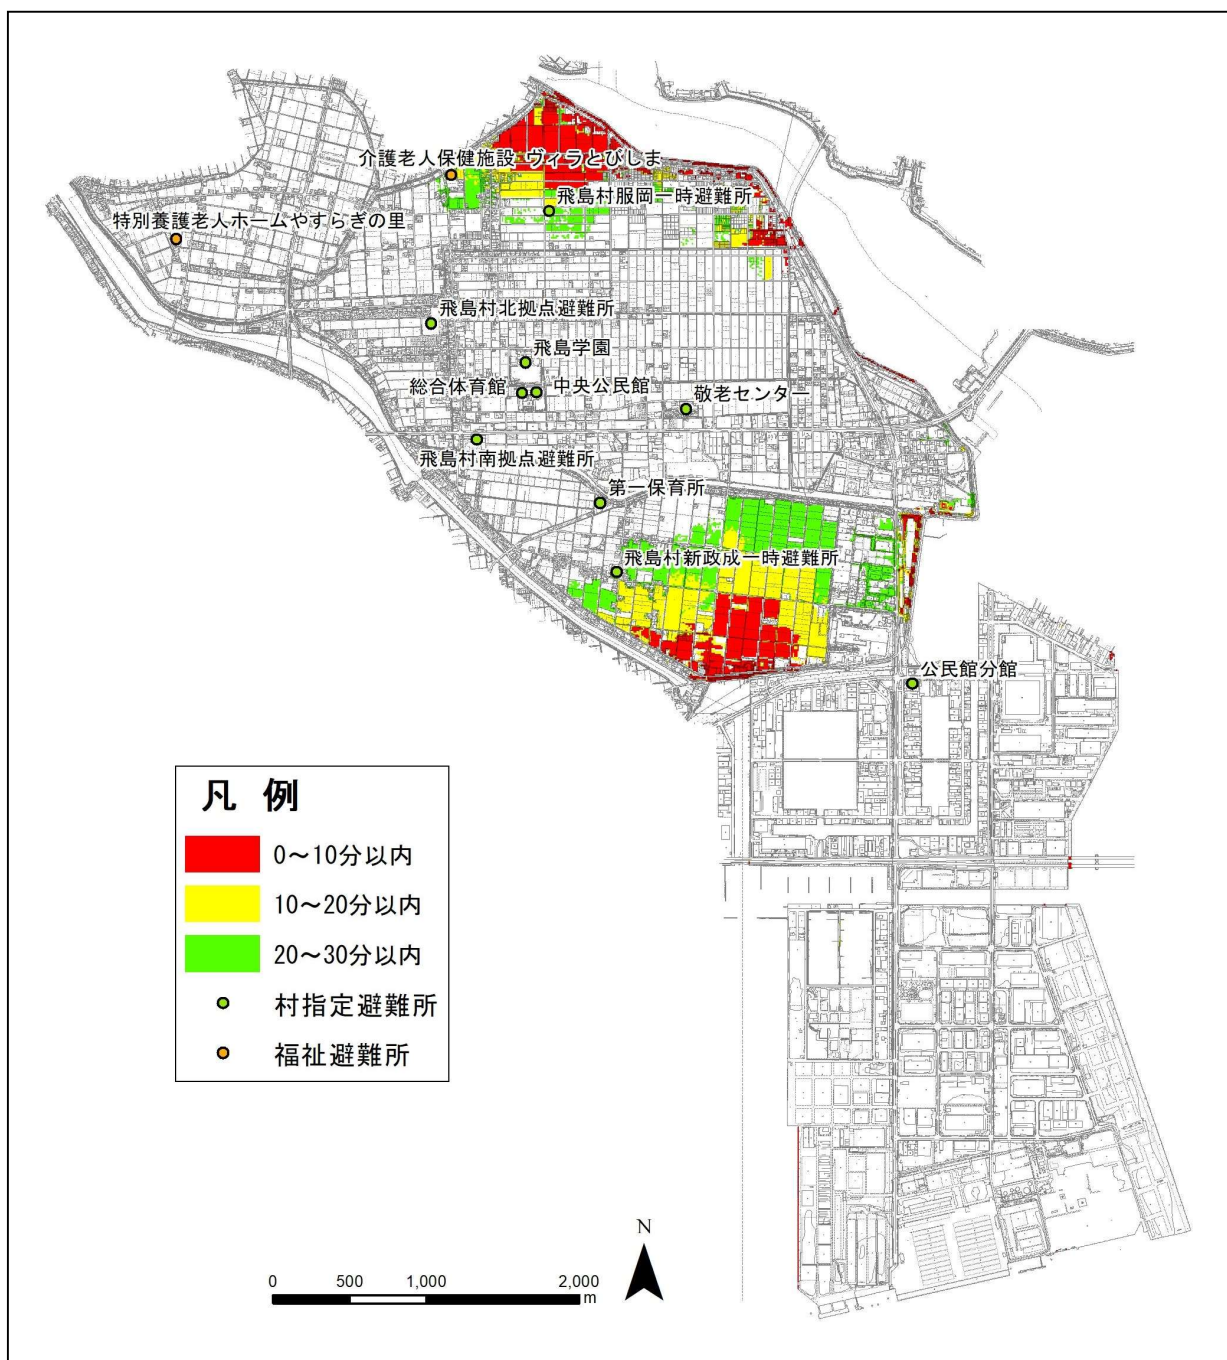 介護老人保健施設 ヴィラとびしま
飛島村服岡一時避難所
特別養護老人ホームやすらぎの里
飛島村北拠点避難所
飛島学園
総合体育館
中央公民館
敬老センター
飛島村南拠点避難所
第一保育所
飛島村新政成一時避難所
公民館分館
凡 例
0～10分以内
10～20分以内
20～30分以内
村指定避難所
福祉避難所
N
0 500 1,000 2,000
m